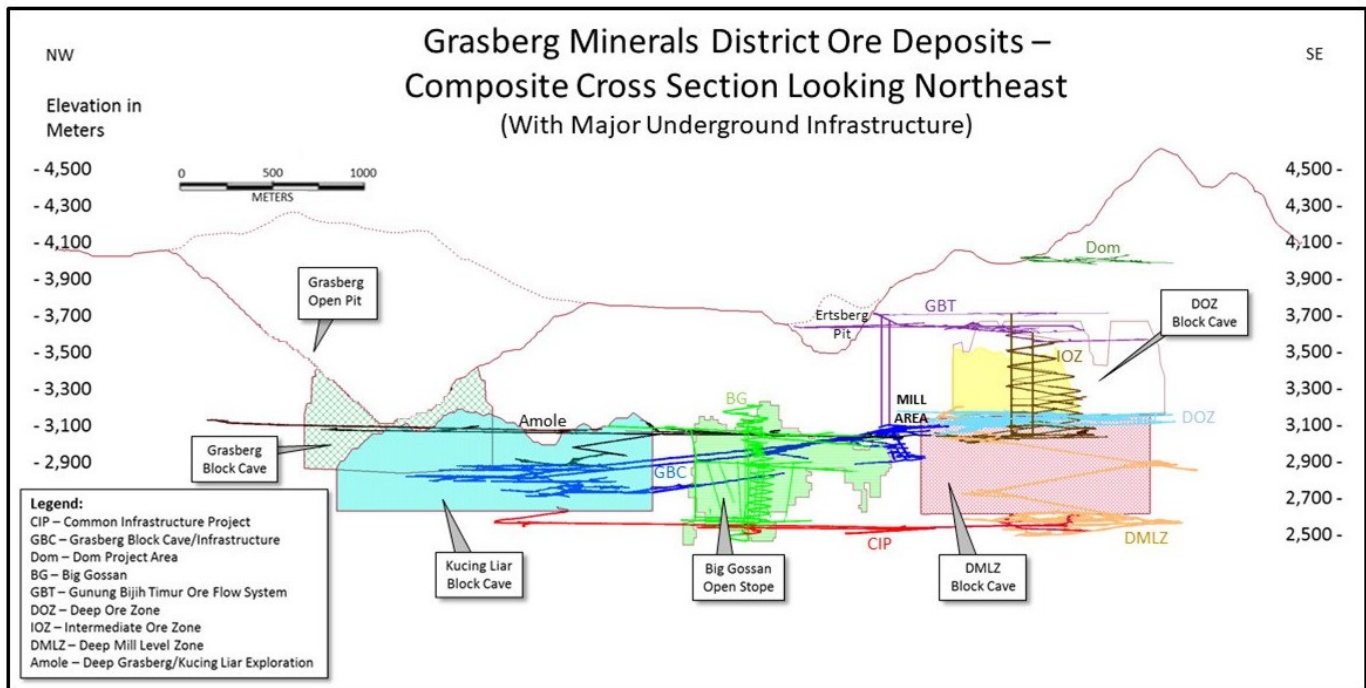 Grasberg Minerals District Ore Deposits –
Composite Cross Section Looking Northeast
(With Major Underground Infrastructure)
NW
SE
Elevation in
Meters
0 500 1000
METERS
- 4,500
- 4,300
- 4,100
- 3,900
- 3,700
- 3,500
- 3,300
- 3,100
- 2,900
4,500 -
4,300 -
4,100 -
3,900 -
3,700 -
3,500 -
3,300 -
3,100 -
2,900 -
2,700 -
2,500 -
Dom
Grasberg
Open Pit
GBT
Ertsberg
Pit
DOZ
Block Cave
IOZ
BG
MILL
AREA
Amole
DOZ
Grasberg
Block Cave
GBC
CIP
DMLZ
Kucing Liar
Block Cave
Big Gossan
Open Stope
DMLZ
Block Cave
Legend:
CIP – Common Infrastructure Project
GBC – Grasberg Block Cave/Infrastructure
Dom – Dom Project Area
BG – Big Gossan
GBT – Gunung Bijih Timur Ore Flow System
DOZ – Deep Ore Zone
IOZ – Intermediate Ore Zone
DMLZ – Deep Mill Level Zone
Amole – Deep Grasberg/Kucing Liar Exploration